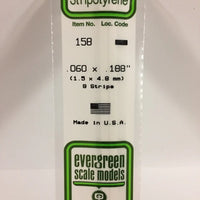 Stripolyrene
Item No. Loc. Code
158
.060 x .188"
(1.5 x 4.8 mm)
9 Strips
Made in U.S.A.
evergreen
scale models